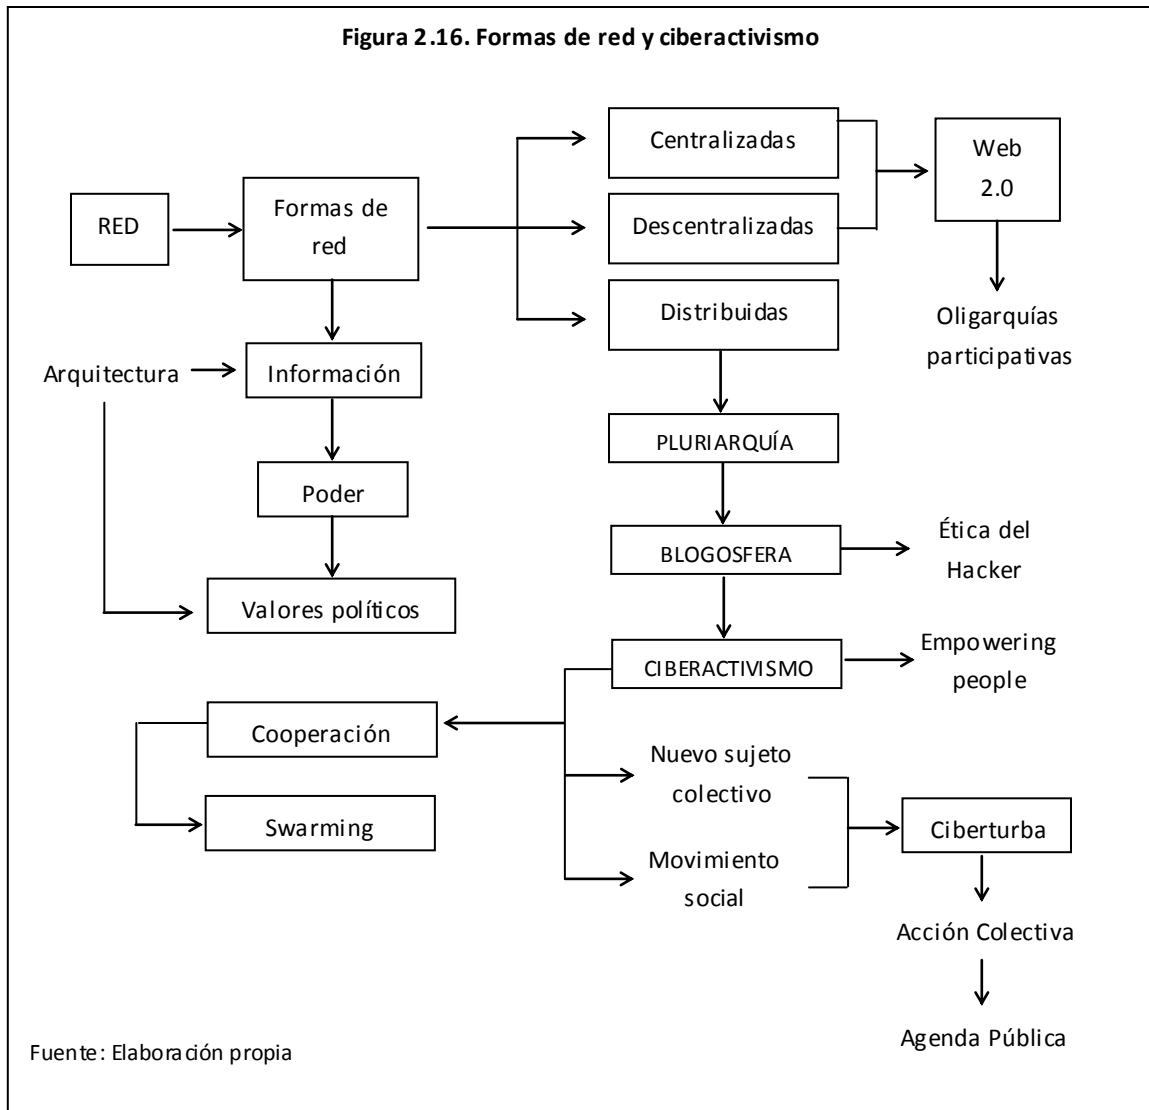 Figura 2.16. Formas de red y ciberactivismo
Centralizadas
Web
2.0
RED
Formas de
red
Descentralizadas
Distribuidas
Oligarquías
participativas
Arquitectura
Información
PLURIARQUÍA
Poder
BLOGOSFERA
Ética del
Hacker
Valores políticos
CIBERACTIVISMO
Empowering
people
Cooperación
Nuevo sujeto
colectivo
Swarming
Ciberturba
Movimiento
social
Acción Colectiva
Agenda Pública
Fuente: Elaboración propia